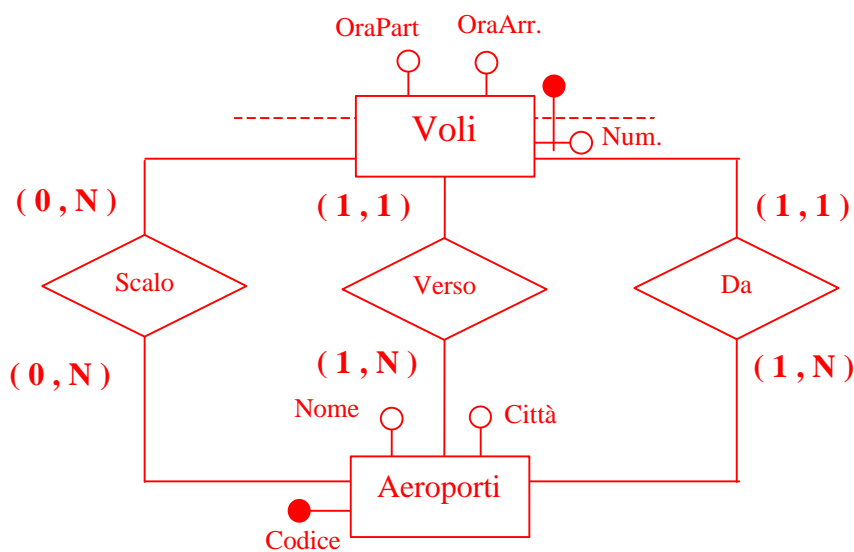 OraPart OraArr.
Voli
Num.
( 0 , N ) ( 1 , 1 ) ( 1 , 1 )
Scalo Verso Da
( 0 , N ) ( 1 , N ) ( 1 , N )
Nome Città
Aeroporti
Codice